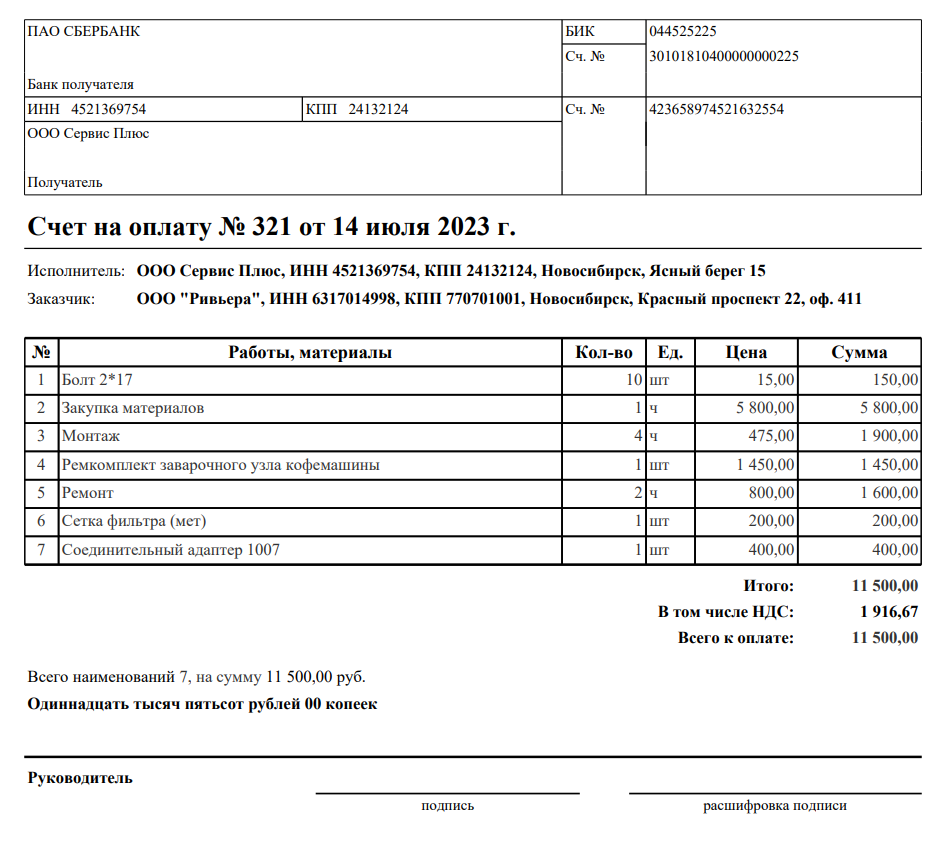 ПАО СБЕРБАНК БИК 044525225
Сч. № 30101810400000000225
Банк получателя
ИНН 4521369754 КПП 24132124 Сч. № 423658974521632554
ООО Сервис Плюс
Получатель
Счет на оплату № 321 от 14 июля 2023 г.
Исполнитель: ООО Сервис Плюс, ИНН 4521369754, КПП 24132124, Новосибирск, Ясный берег 15
Заказчик: ООО "Ривьера", ИНН 6317014998, КПП 770701001, Новосибирск, Красный проспект 22, оф. 411
№ Работы, материалы Кол-во Ед. Цена Сумма
1 Болт 2*17 10 шт 15,00 150,00
2 Закупка материалов 1 ч 5 800,00 5 800,00
3 Монтаж 4 ч 475,00 1 900,00
4 Ремкомплект заварочного узла кофемашины 1 шт 1 450,00 1 450,00
5 Ремонт 2 ч 800,00 1 600,00
6 Сетка фильтра (мет) 1 шт 200,00 200,00
7 Соединительный адаптер 1007 1 шт 400,00 400,00
Итого: 11 500,00
В том числе НДС: 1 916,67
Всего к оплате: 11 500,00
Всего наименований 7, на сумму 11 500,00 руб.
Одиннадцать тысяч пятьсот рублей 00 копеек
Руководитель
подпись расшифровка подписи